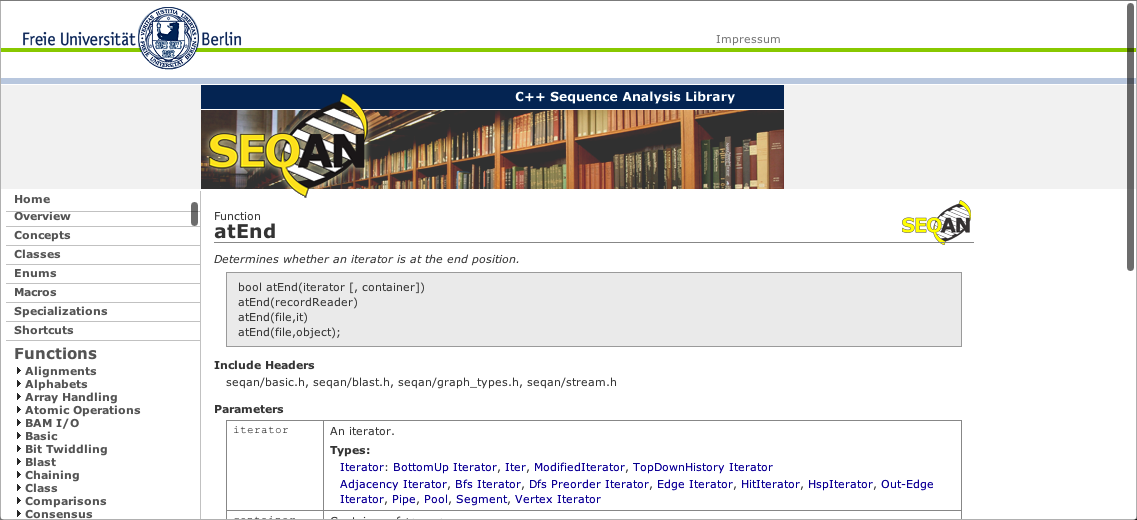 Freie Universität Berlin
Impressum
C++ Sequence Analysis Library
SEQAN
Home
Overview
Concepts
Classes
Enums
Macros
Specializations
Shortcuts
Functions
Alignments
Alphabets
Array Handling
Atomic Operations
BAM I/O
Basic
Bit Twiddling
Blast
Chaining
Class
Comparisons
Consensus
Function
atEnd
SEQAN
Determines whether an iterator is at the end position.
bool atEnd(iterator [, container])
atEnd(recordReader)
atEnd(file,it)
atEnd(file,object);
Include Headers
seqan/basic.h, seqan/blast.h, seqan/graph_types.h, seqan/stream.h
Parameters
iterator An iterator.
Types:
Iterator: BottomUp Iterator, Iter, ModifiedIterator, TopDownHistory Iterator
Adjacency Iterator, Bfs Iterator, Dfs Preorder Iterator, Edge Iterator, HitIterator, HspIterator, Out-Edge
Iterator, Pipe, Pool, Segment, Vertex Iterator